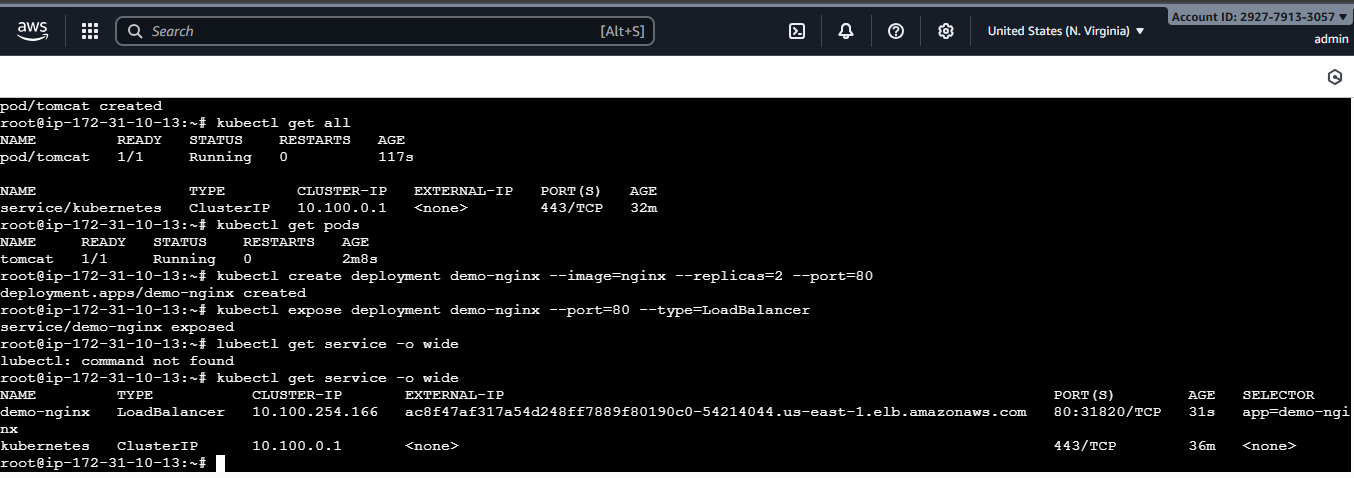 Account ID: 2927-7913-3057
aws Search [Alt+S] United States (N. Virginia)
admin
pod/tomcat created
root@ip-172-31-10-13:~# kubectl get all
NAME READY STATUS RESTARTS AGE
pod/tomcat 1/1 Running 0 117s
NAME TYPE CLUSTER-IP EXTERNAL-IP PORT(S) AGE
service/kubernetes ClusterIP 10.100.0.1 <none> 443/TCP 32m
root@ip-172-31-10-13:~# kubectl get pods
NAME READY STATUS RESTARTS AGE
tomcat 1/1 Running 0 2m8s
root@ip-172-31-10-13:~# kubectl create deployment demo-nginx --image=nginx --replicas=2 --port=80
deployment.apps/demo-nginx created
root@ip-172-31-10-13:~# kubectl expose deployment demo-nginx --port=80 --type=LoadBalancer
service/demo-nginx exposed
root@ip-172-31-10-13:~# lubectl get service -o wide
lubectl: command not found
root@ip-172-31-10-13:~# kubectl get service -o wide
NAME TYPE CLUSTER-IP EXTERNAL-IP PORT(S) AGE SELECTOR
demo-nginx LoadBalancer 10.100.254.166 ac8f47af317a54d248ff7889f80190c0-54214044.us-east-1.elb.amazonaws.com 80:31820/TCP 31s app=demo-ngi
nx
kubernetes ClusterIP 10.100.0.1 <none> 443/TCP 36m <none>
root@ip-172-31-10-13:~#